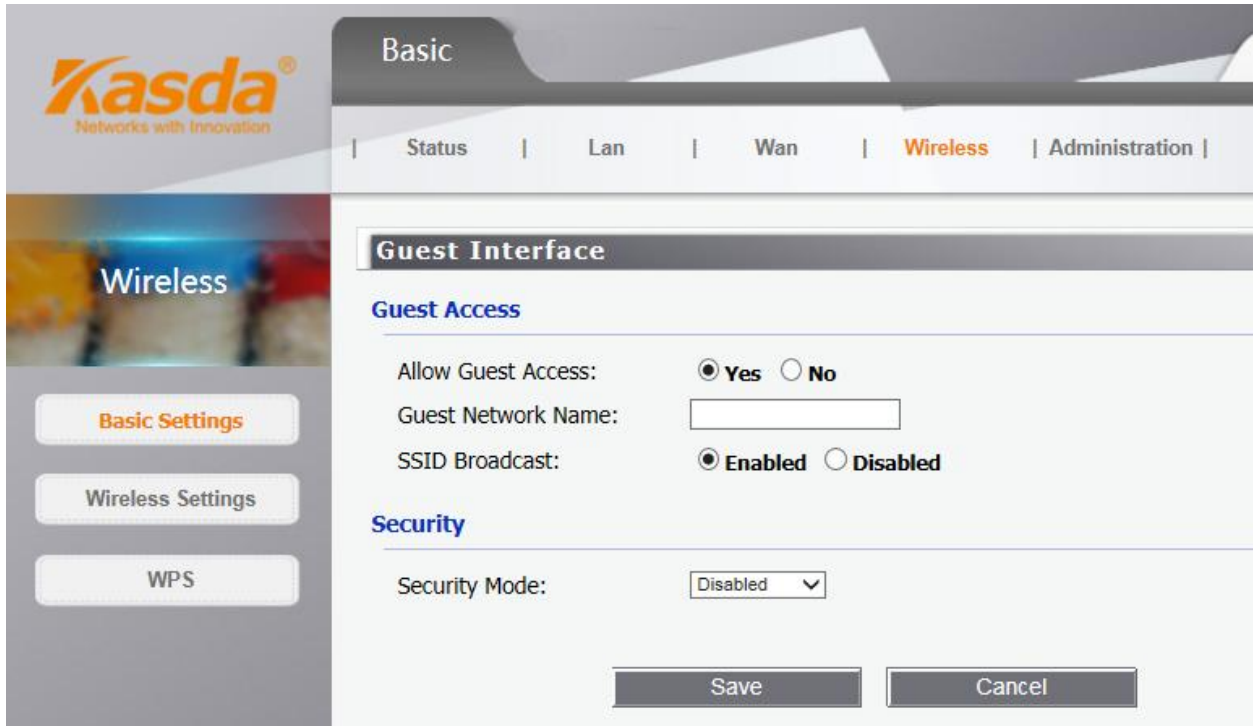 Kasda®
Networks with Innovation
Basic
| Status | Lan | Wan | Wireless | Administration |
Wireless
Basic Settings
Wireless Settings
WPS
Guest Interface
Guest Access
Allow Guest Access: Yes No
Guest Network Name:
SSID Broadcast: Enabled Disabled
Security
Security Mode: Disabled
Save Cancel